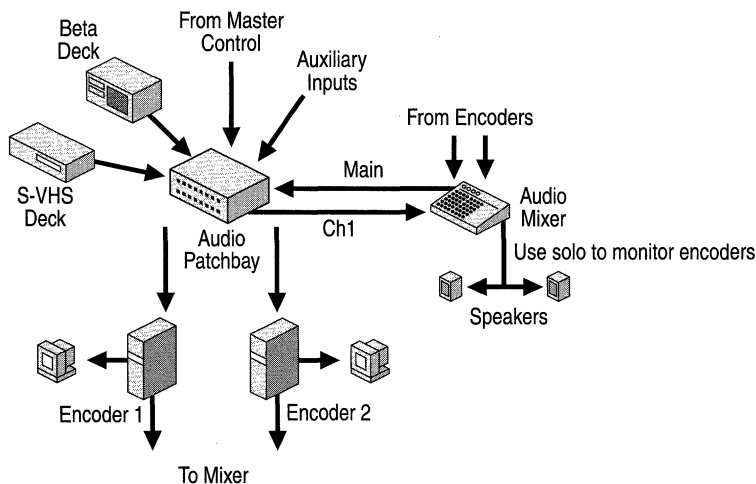 Beta
Deck
From Master
Control
Auxiliary
Inputs
From Encoders
S-VHS
Deck
Main
Ch1
Audio
Patchbay
Audio
Mixer
Use solo to monitor encoders
Speakers
Encoder 1
Encoder 2
To Mixer